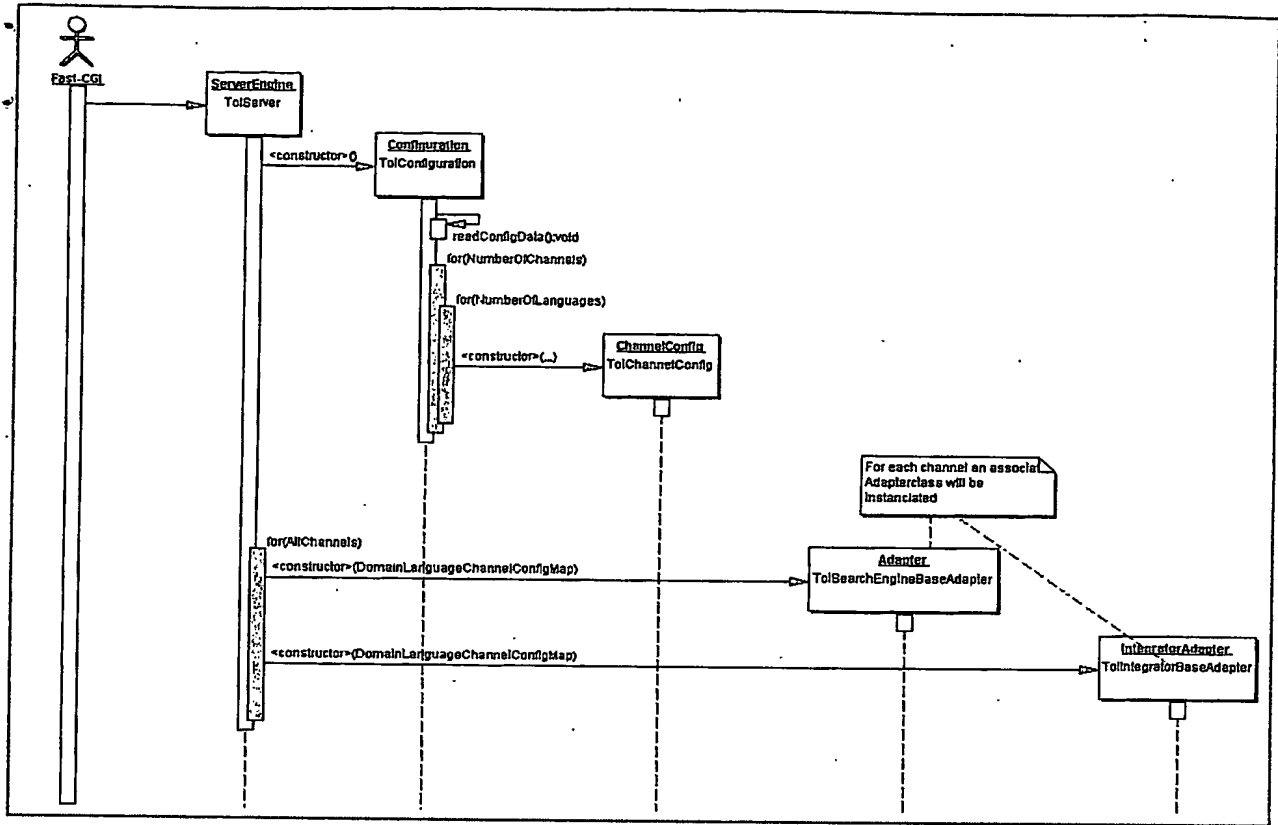 Fast-CGI
ServerEngine
TolServer
<constructor>()
Configuration
TolConfiguration
readConfigData():void
for(NumberOfChannels)
for(NumberOfLanguages)
<constructor>(...)
ChannelConfig
TolChannelConfig
For each channel an associat
Adapterclass will be
instanciated
for(AllChannels)
<constructor>(DomainLanguageChannelConfigMap)
Adapter
TolSearchEngineBaseAdapter
<constructor>(DomainLanguageChannelConfigMap)
IntegratorAdapter
TolIntegratorBaseAdapter